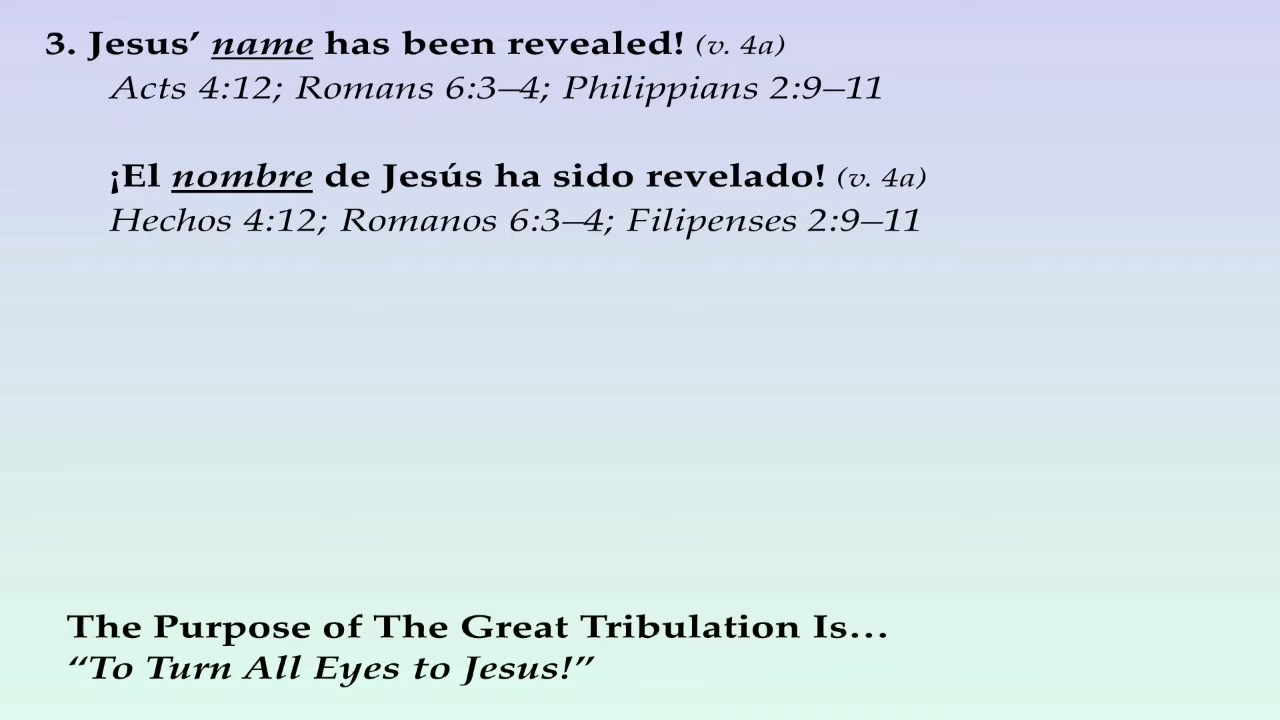 3. Jesus’ name has been revealed! (v. 4a)
Acts 4:12; Romans 6:3–4; Philippians 2:9–11
¡El nombre de Jesús ha sido revelado! (v. 4a)
Hechos 4:12; Romanos 6:3–4; Filipenses 2:9–11
The Purpose of The Great Tribulation Is…
“To Turn All Eyes to Jesus!”